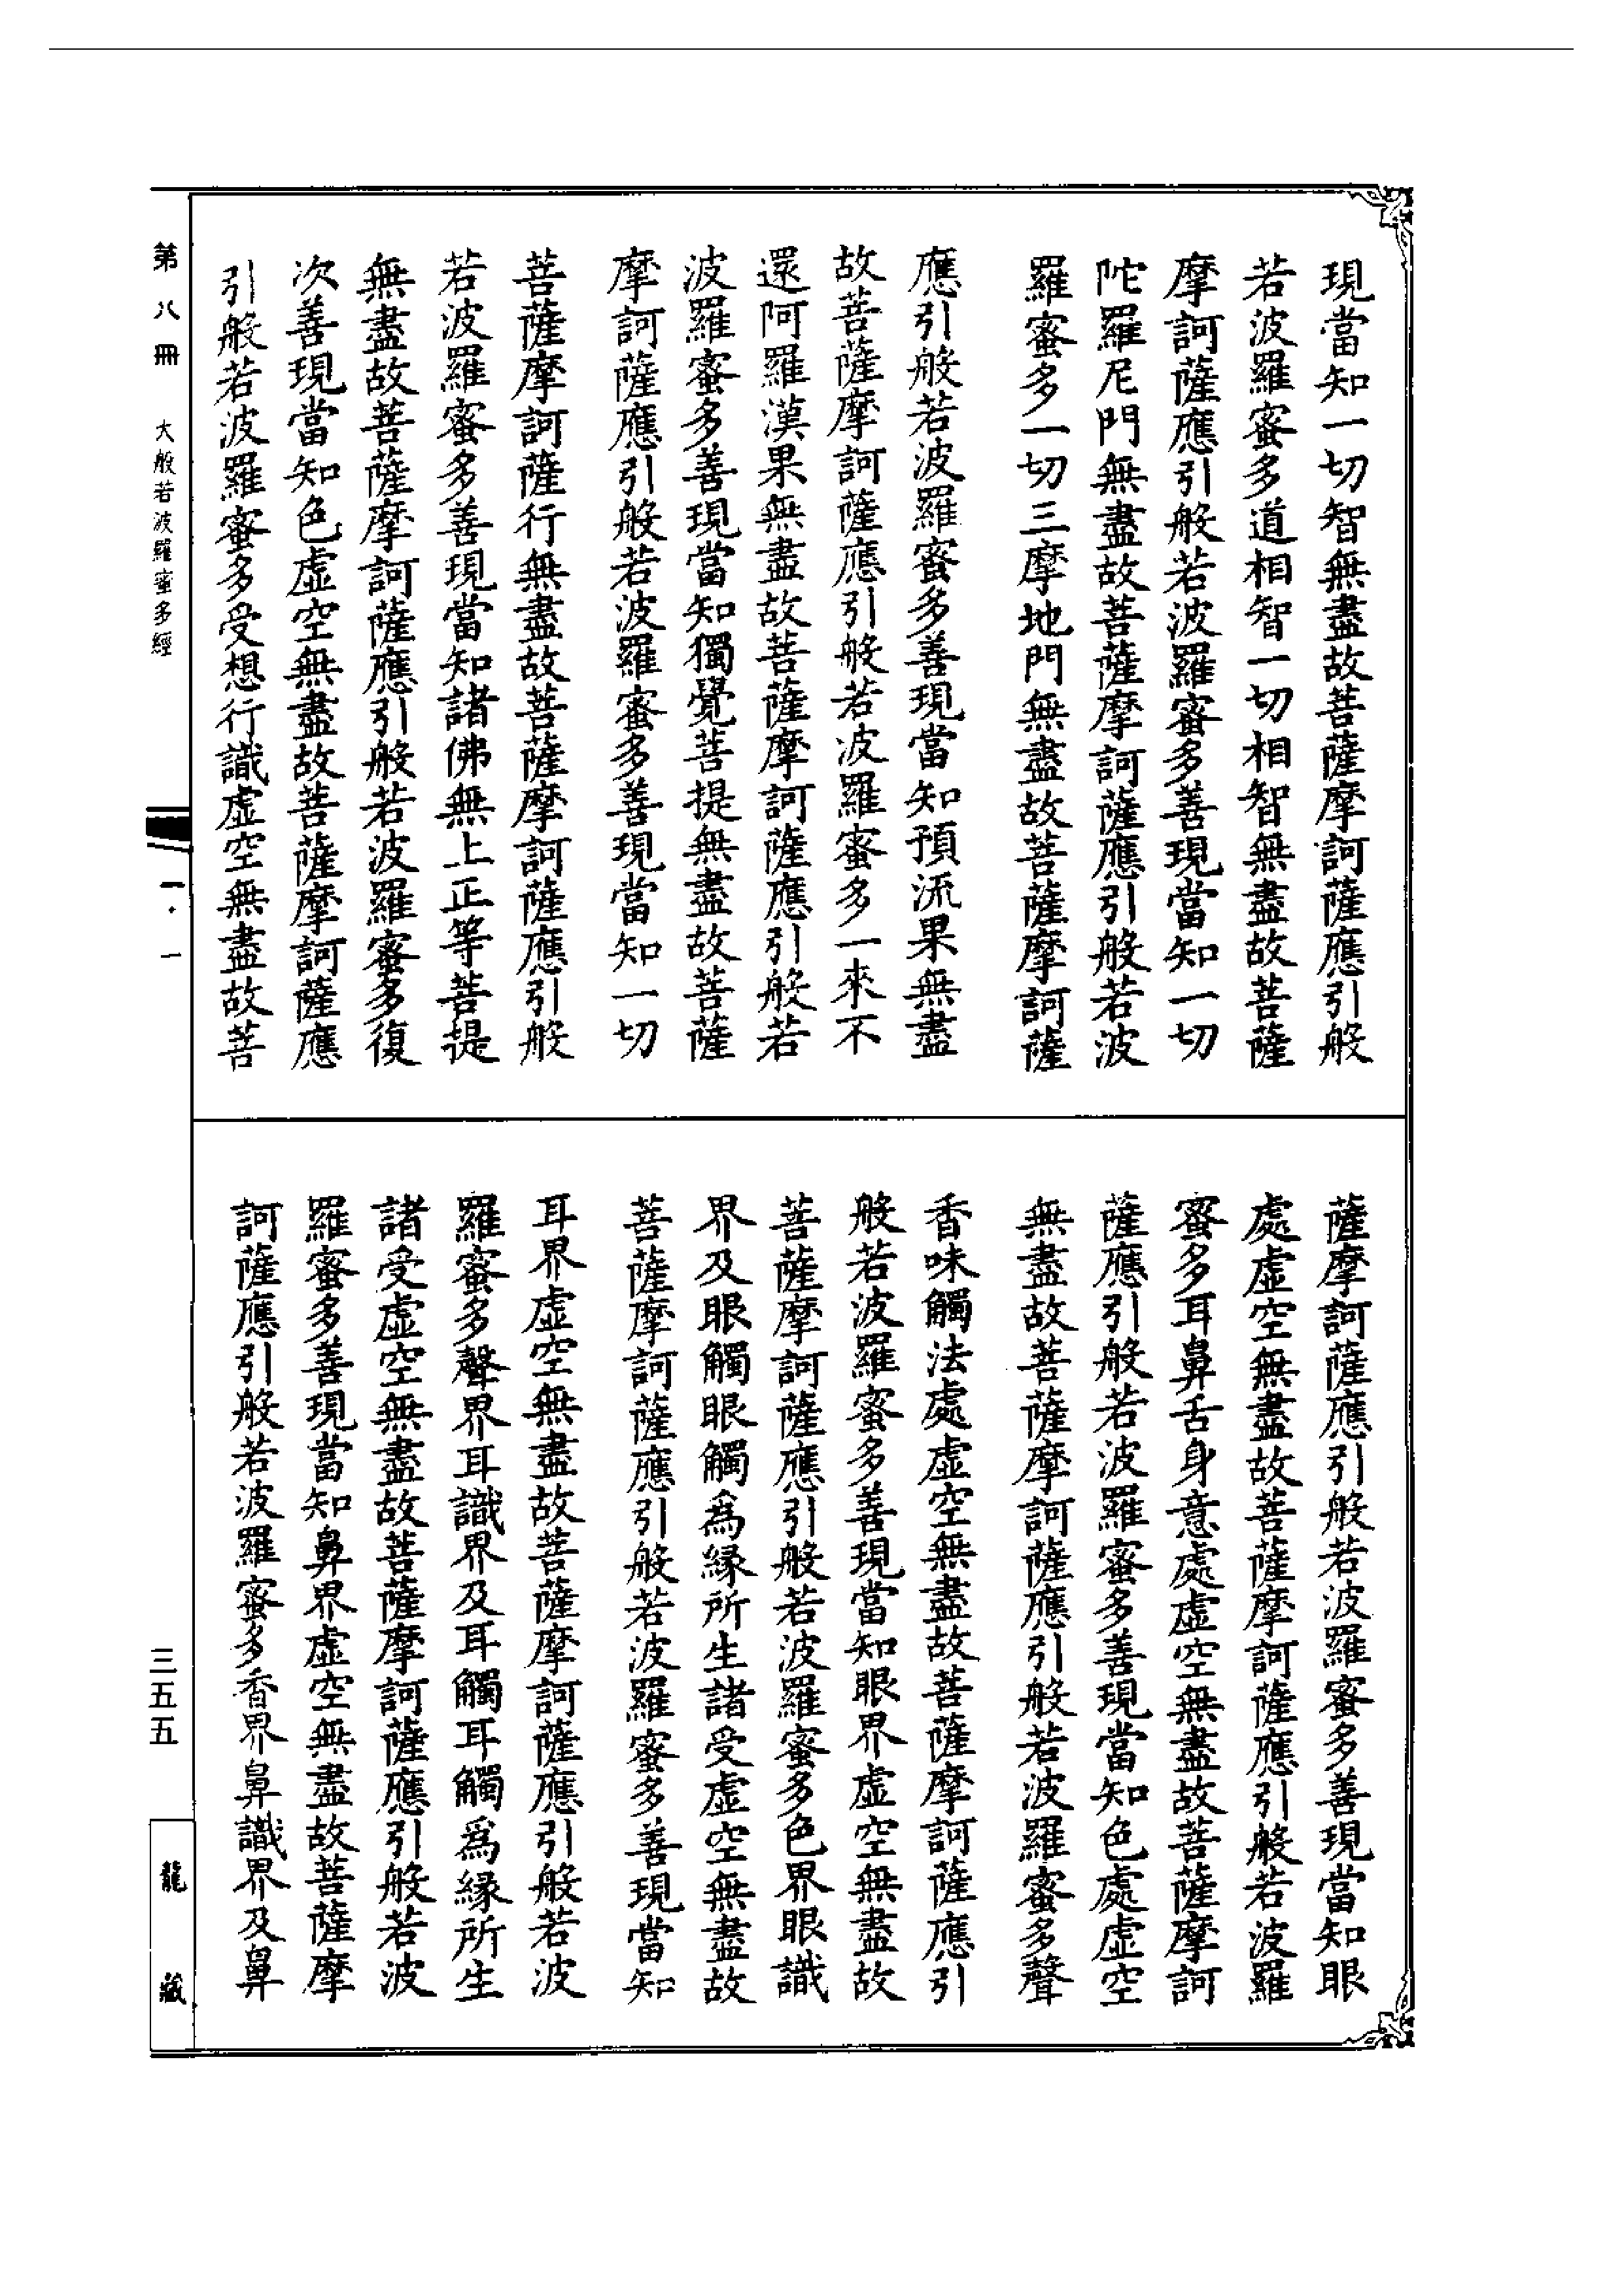 現當知一切智無盡故菩薩摩訶薩應引般
若波羅蜜多道相智一切相智無盡故菩薩
摩訶薩應引般若波羅蜜多善現當知一切
陀羅尼門無盡故菩薩摩訶薩應引般若波
羅蜜多一切三摩地門無盡故菩薩摩訶薩
應引般若波羅蜜多善現當知預流果無盡
故菩薩摩訶薩應引般若波羅蜜多一來不
還阿羅漢果無盡故菩薩摩訶薩應引般若
波羅蜜多善現當知獨覺菩提無盡故菩薩
摩訶薩應引般若波羅蜜多善現當知一切
菩薩摩訶薩行無盡故菩薩摩訶薩應引般
若波羅蜜多善現當知諸佛無上正等菩提
無盡故菩薩摩訶薩應引般若波羅蜜多復
次善現當知色虛空無盡故菩薩摩訶薩應
引般若波羅蜜多受想行識虛空無盡故菩
薩摩訶薩應引般若波羅蜜多善現當知眼
處虛空無盡故菩薩摩訶薩應引般若波羅
蜜多耳鼻舌身意處虛空無盡故菩薩摩訶
薩應引般若波羅蜜多善現當知色處虛空
無盡故菩薩摩訶薩應引般若波羅蜜多聲
香味觸法處虛空無盡故菩薩摩訶薩應引
般若波羅蜜多善現當知眼界虛空無盡故
菩薩摩訶薩應引般若波羅蜜多色界眼識
界及眼觸眼觸爲緣所生諸受虛空無盡故
菩薩摩訶薩應引般若波羅蜜多善現當知
耳界虛空無盡故菩薩摩訶薩應引般若波
羅蜜多聲界耳識界及耳觸耳觸爲緣所生
諸受虛空無盡故菩薩摩訶薩應引般若波
羅蜜多善現當知鼻界虛空無盡故菩薩摩
訶薩應引般若波羅蜜多香界鼻識界及鼻
第八冊 大般若波羅蜜多經 一·一
三五五
龍藏